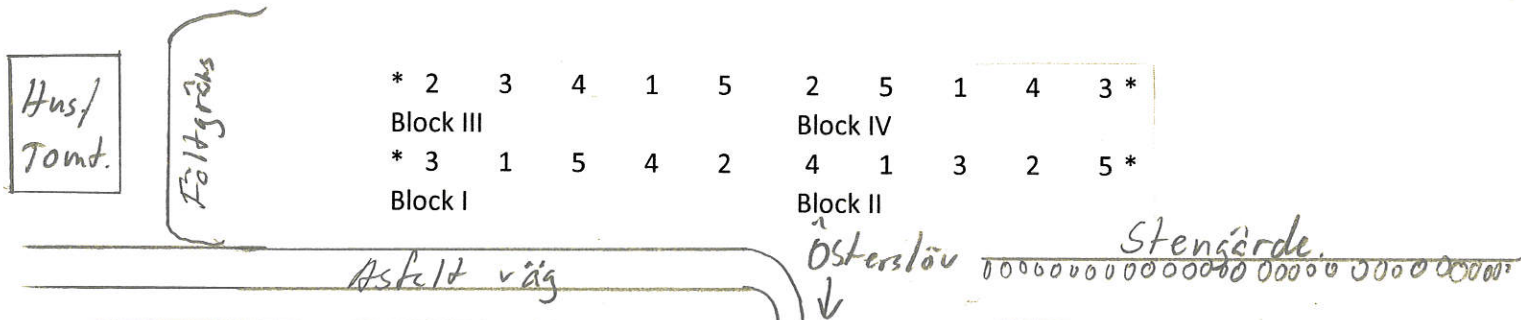 Hus/
Tomt.
Fältgräns
* 2 3 4 1 5 2 5 1 4 3 *
Block III Block IV
* 3 1 5 4 2 4 1 3 2 5 *
Block I Block II
Österslöv
Stengärde.
Asfalt väg